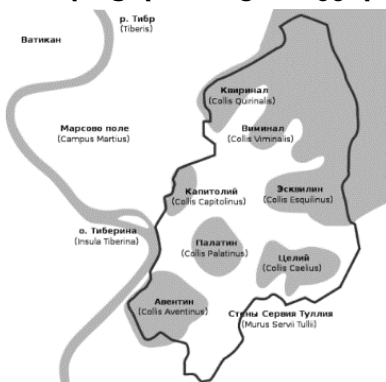 р. Тибр
(Tiberis)
Ватикан
Квиринал
(Collis Quirinalis)
Марсово поле
(Campus Martius)
Виминал
(Collis Viminalis)
Капитолий
(Collis Capitolinus)
Эсквилин
(Collis Esquilinus)
о. Тиберина
(Insula Tiberina)
Палатин
(Collis Palatinus)
Целий
(Collis Caelius)
Авентин
(Collis Aventinus)
Стены Сервия Туллия
(Murus Servii Tullii)